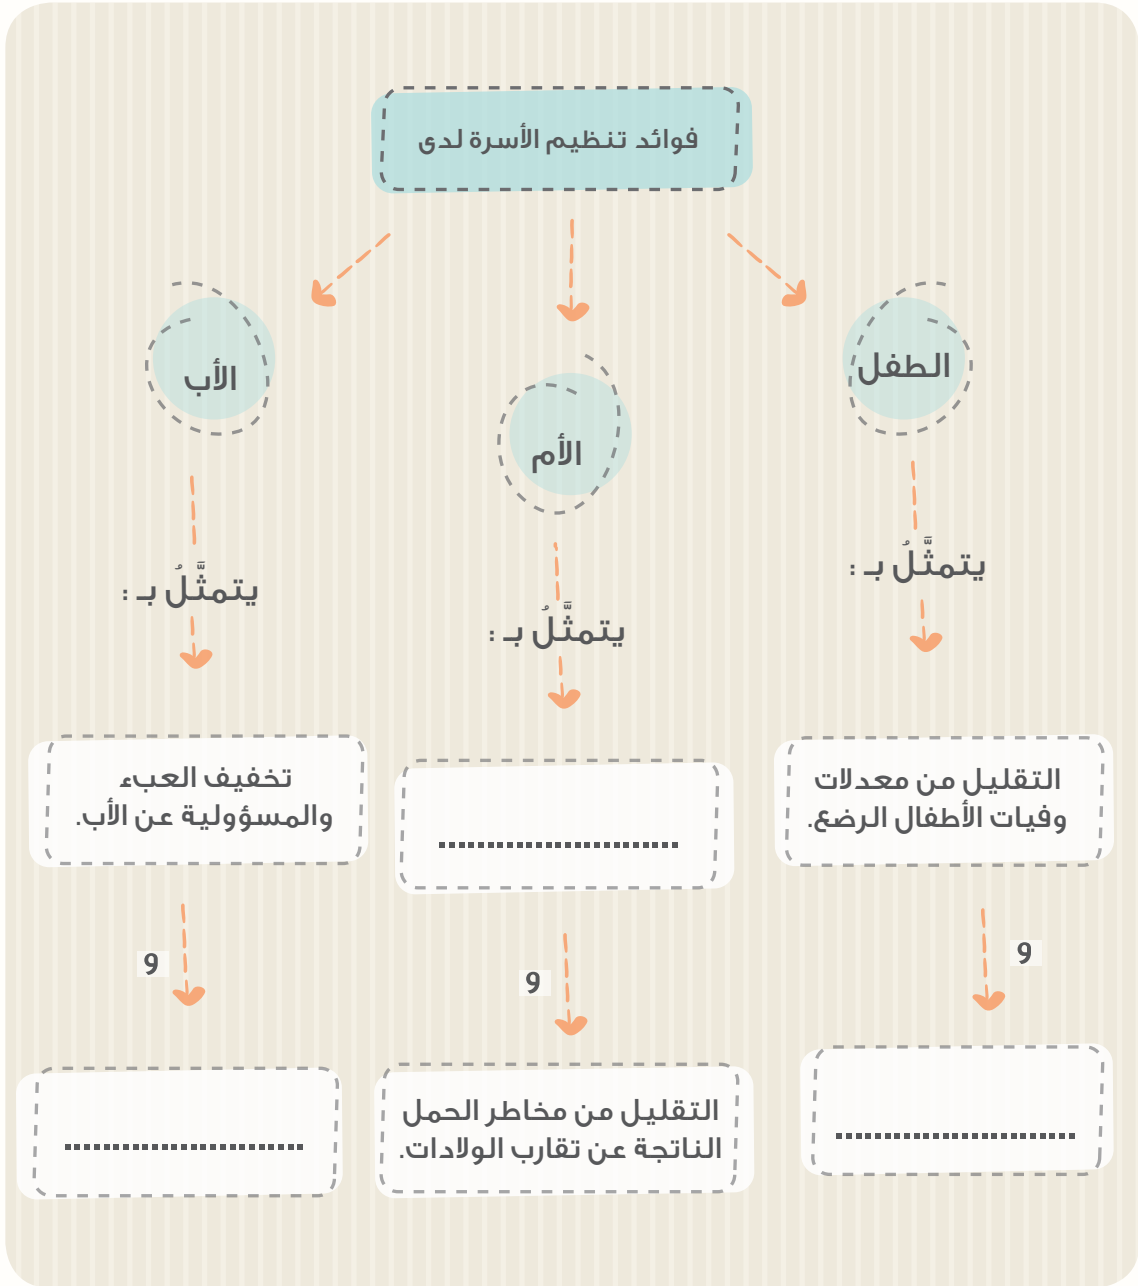 فوائد تنظيم الأسرة لدى
الطفل
الأم
الأب
يتمثَّلُ بـ :
يتمثَّلُ بـ :
يتمثَّلُ بـ :
التقليل من معدلات
وفيات الأطفال الرضع.
........................
تخفيف العبء
والمسؤولية عن الأب.
و
و
و
........................
التقليل من مخاطر الحمل
الناتجة عن تقارب الولادات.
........................